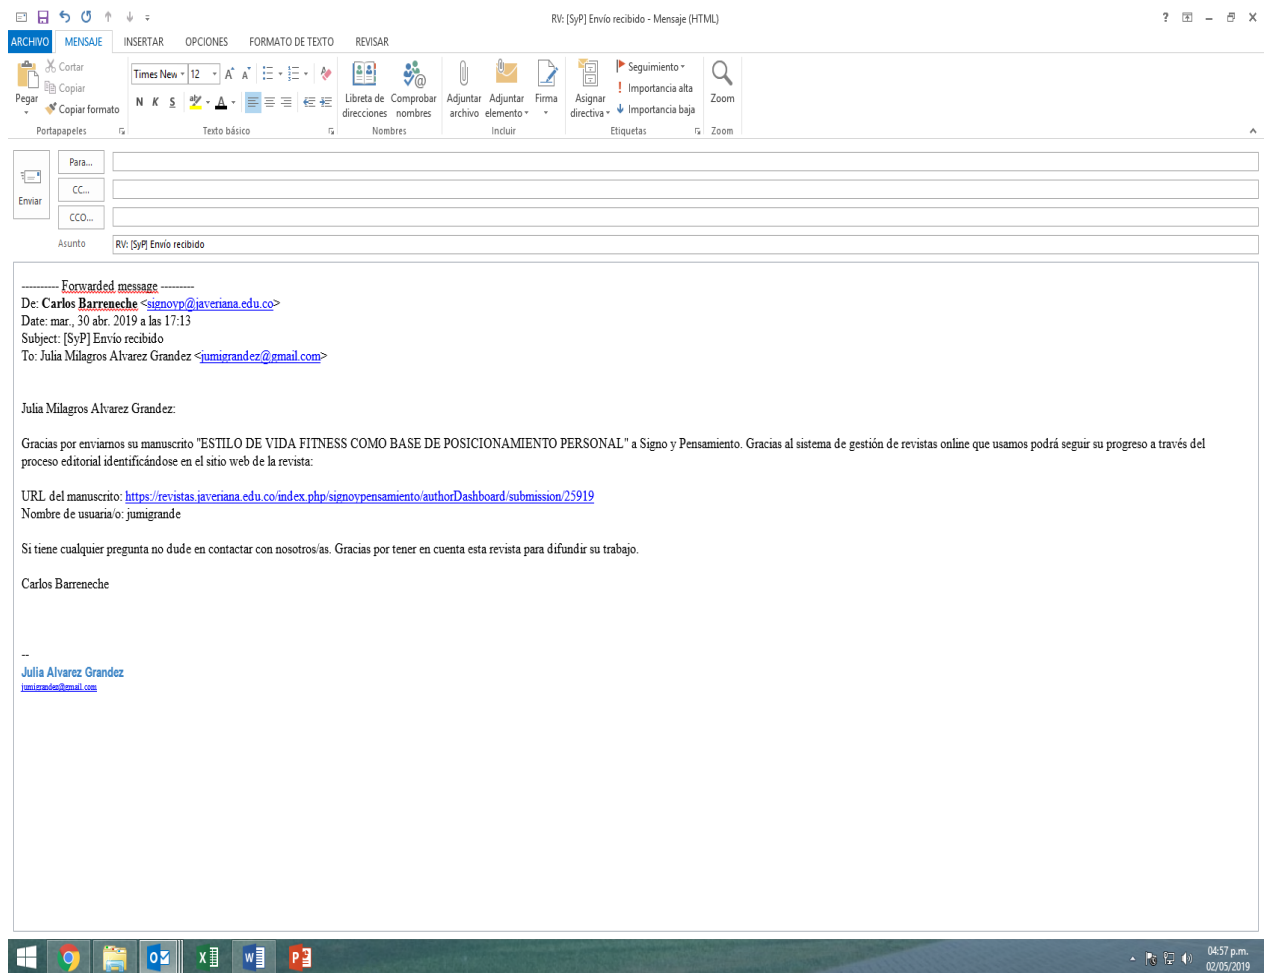 RV: [SyP] Envío recibido - Mensaje (HTML)
ARCHIVO MENSAJE INSERTAR OPCIONES FORMATO DE TEXTO REVISAR
Pegar
Cortar
Copiar
Copiar formato
Portapapeles
Times New 12
N K S
Texto básico
Libreta de direcciones
Comprobar nombres
Nombres
Adjuntar archivo
Adjuntar elemento
Firma
Incluir
Asignar directiva
Seguimiento
Importancia alta
Importancia baja
Etiquetas
Zoom
Zoom
Enviar
Para...
CC...
CCO...
Asunto RV: [SyP] Envío recibido
---------- Forwarded message ---------
De: Carlos Barreneche <signoyp@javeriana.edu.co>
Date: mar., 30 abr. 2019 a las 17:13
Subject: [SyP] Envío recibido
To: Julia Milagros Alvarez Grandez <jumigrandez@gmail.com>
Julia Milagros Alvarez Grandez:
Gracias por enviarnos su manuscrito "ESTILO DE VIDA FITNESS COMO BASE DE POSICIONAMIENTO PERSONAL" a Signo y Pensamiento. Gracias al sistema de gestión de revistas online que usamos podrá seguir su progreso a través del
proceso editorial identificándose en el sitio web de la revista:
URL del manuscrito: https://revistas.javeriana.edu.co/index.php/signoypensamiento/authorDashboard/submission/25919
Nombre de usuaria/o: jumigrande
Si tiene cualquier pregunta no dude en contactar con nosotros/as. Gracias por tener en cuenta esta revista para difundir su trabajo.
Carlos Barreneche
--
Julia Alvarez Grandez
jumigrandez@gmail.com
04:57 p.m.
02/05/2019